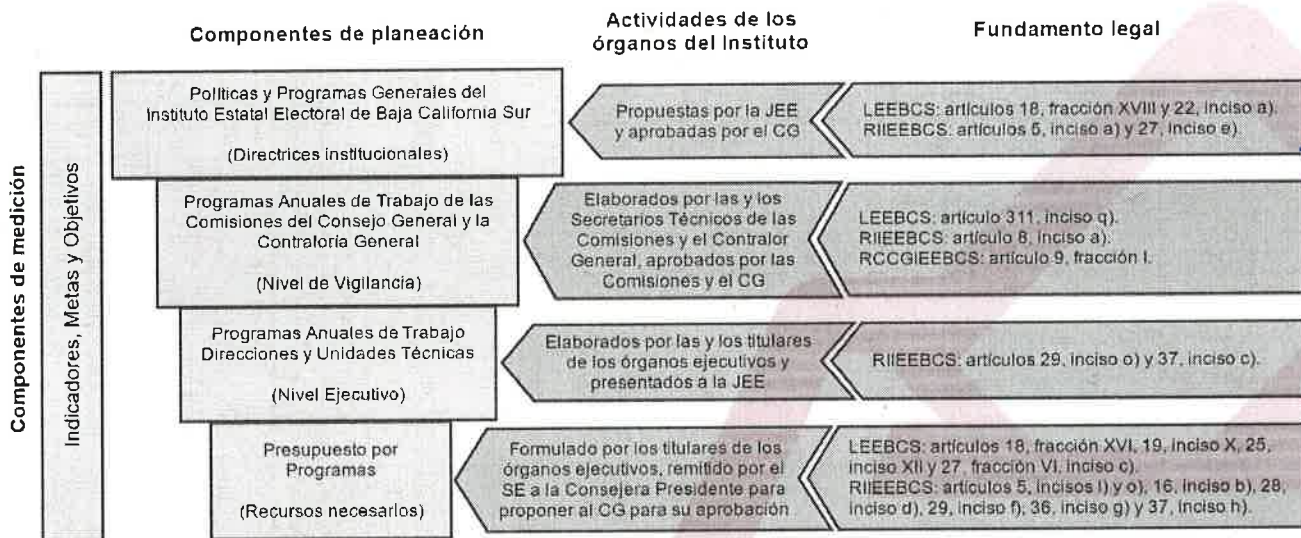 Componentes de planeación
Actividades de los
órganos del Instituto
Fundamento legal
Componentes de medición
Indicadores, Metas y Objetivos
Políticas y Programas Generales del
Instituto Estatal Electoral de Baja California Sur
(Directrices institucionales)
Propuestas por la JEE
y aprobadas por el CG
LEEBCS: artículos 18, fracción XVIII y 22, inciso a).
RIIEEBCS: artículos 5, inciso a) y 27, inciso e).
Programas Anuales de Trabajo de las
Comisiones del Consejo General y la
Contraloría General
(Nivel de Vigilancia)
Elaborados por las y los
Secretarios Técnicos de las
Comisiones y el Contralor
General, aprobados por las
Comisiones y el CG
LEEBCS: artículo 311, inciso q).
RIIEEBCS: artículo 8, inciso a).
RCCGIEEBCS: artículo 9, fracción I.
Programas Anuales de Trabajo
Direcciones y Unidades Técnicas
(Nivel Ejecutivo)
Elaborados por las y los titulares
de los órganos ejecutivos y
presentados a la JEE
RIIEEBCS: artículos 29, inciso o) y 37, inciso c).
Presupuesto por
Programas
(Recursos necesarios)
Formulado por los titulares de los
órganos ejecutivos, remitido por el
SE a la Consejera Presidente para
proponer al CG para su aprobación
LEEBCS: artículos 18, fracción XVI, 19, inciso X, 25,
inciso XII y 27, fracción VI, inciso c).
RIIEEBCS: artículos 5, incisos l) y o), 16, inciso b), 28,
inciso d), 29, inciso f), 36, inciso g) y 37, inciso h).